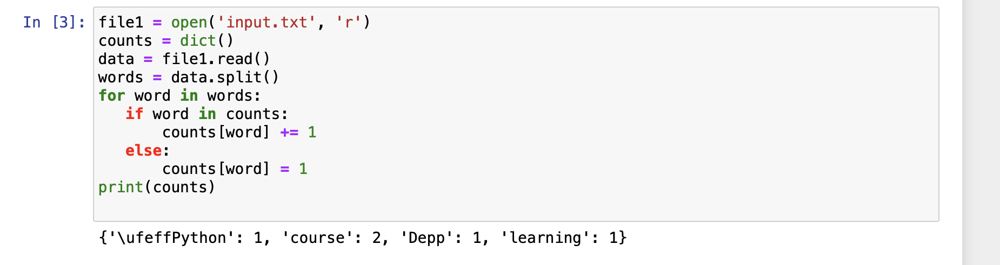 In [3]: file1 = open('input.txt', 'r')
counts = dict()
data = file1.read()
words = data.split()
for word in words:
   if word in counts:
       counts[word] += 1
   else:
       counts[word] = 1
print(counts)
{'\ufeffPython': 1, 'course': 2, 'Depp': 1, 'learning': 1}